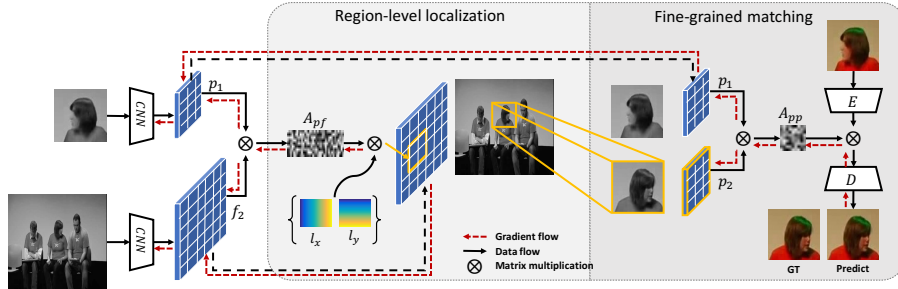 Region-level localization
Fine-grained matching
CNN
p₁
A_pf
CNN
f₂
l_x
l_y
p₁
p₂
A_pp
E
D
Gradient flow
Data flow
Matrix multiplication
GT
Predict